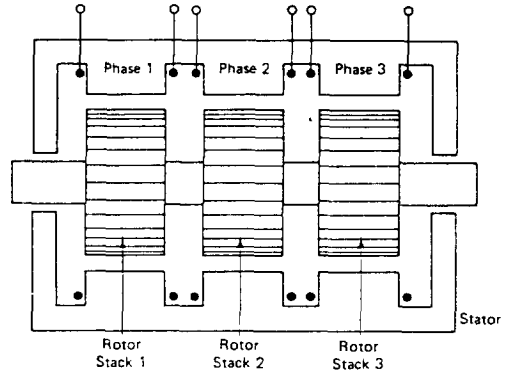 Phase 1 Phase 2 Phase 3
Stator
Rotor Stack 1
Rotor Stack 2
Rotor Stack 3